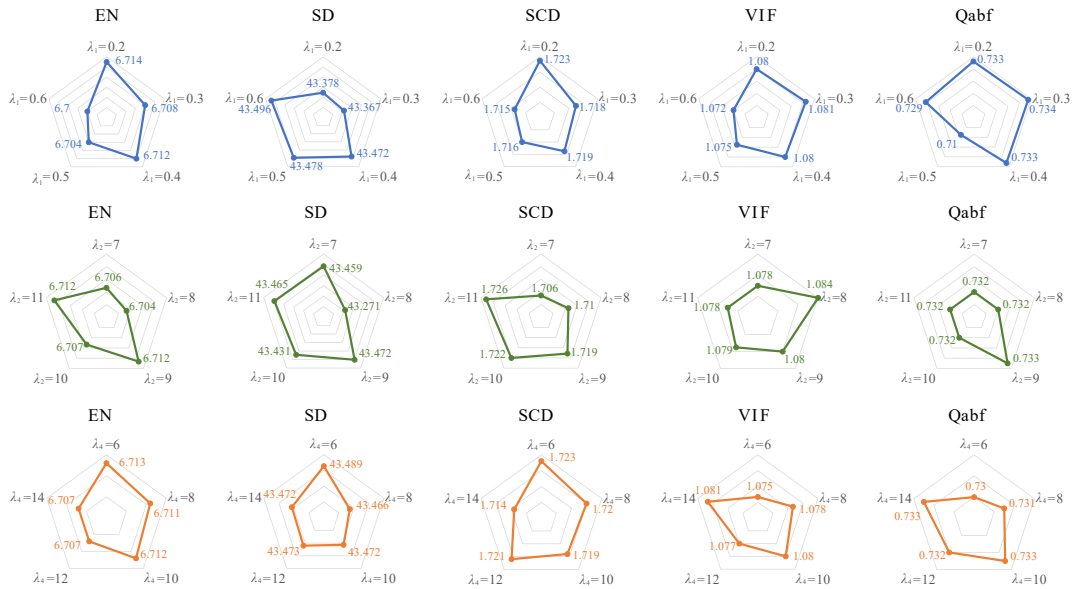 EN
SD
SCD
VIF
Qabf
λ₁=0.2
6.714
λ₁=0.3
6.708
λ₁=0.4
6.712
λ₁=0.5
6.704
λ₁=0.6
6.7
λ₁=0.2
43.378
λ₁=0.3
43.367
λ₁=0.4
43.472
λ₁=0.5
43.478
λ₁=0.6
43.496
λ₁=0.2
1.723
λ₁=0.3
1.718
λ₁=0.4
1.719
λ₁=0.5
1.716
λ₁=0.6
1.715
λ₁=0.2
1.08
λ₁=0.3
1.081
λ₁=0.4
1.08
λ₁=0.5
1.075
λ₁=0.6
1.072
λ₁=0.2
0.733
λ₁=0.3
0.734
λ₁=0.4
0.733
λ₁=0.5
0.71
λ₁=0.6
0.729
EN
SD
SCD
VIF
Qabf
λ₂=7
6.706
λ₂=8
6.704
λ₂=9
6.712
λ₂=10
6.707
λ₂=11
6.712
λ₂=7
43.459
λ₂=8
43.271
λ₂=9
43.472
λ₂=10
43.431
λ₂=11
43.465
λ₂=7
1.706
λ₂=8
1.71
λ₂=9
1.719
λ₂=10
1.722
λ₂=11
1.726
λ₂=7
1.078
λ₂=8
1.084
λ₂=9
1.08
λ₂=10
1.079
λ₂=11
1.078
λ₂=7
0.732
λ₂=8
0.732
λ₂=9
0.733
λ₂=10
0.732
λ₂=11
0.732
EN
SD
SCD
VIF
Qabf
λ₄=6
6.713
λ₄=8
6.711
λ₄=10
6.712
λ₄=12
6.707
λ₄=14
6.707
λ₄=6
43.489
λ₄=8
43.466
λ₄=10
43.472
λ₄=12
43.473
λ₄=14
43.472
λ₄=6
1.723
λ₄=8
1.72
λ₄=10
1.719
λ₄=12
1.721
λ₄=14
1.714
λ₄=6
1.075
λ₄=8
1.078
λ₄=10
1.08
λ₄=12
1.077
λ₄=14
1.081
λ₄=6
0.73
λ₄=8
0.731
λ₄=10
0.733
λ₄=12
0.732
λ₄=14
0.733